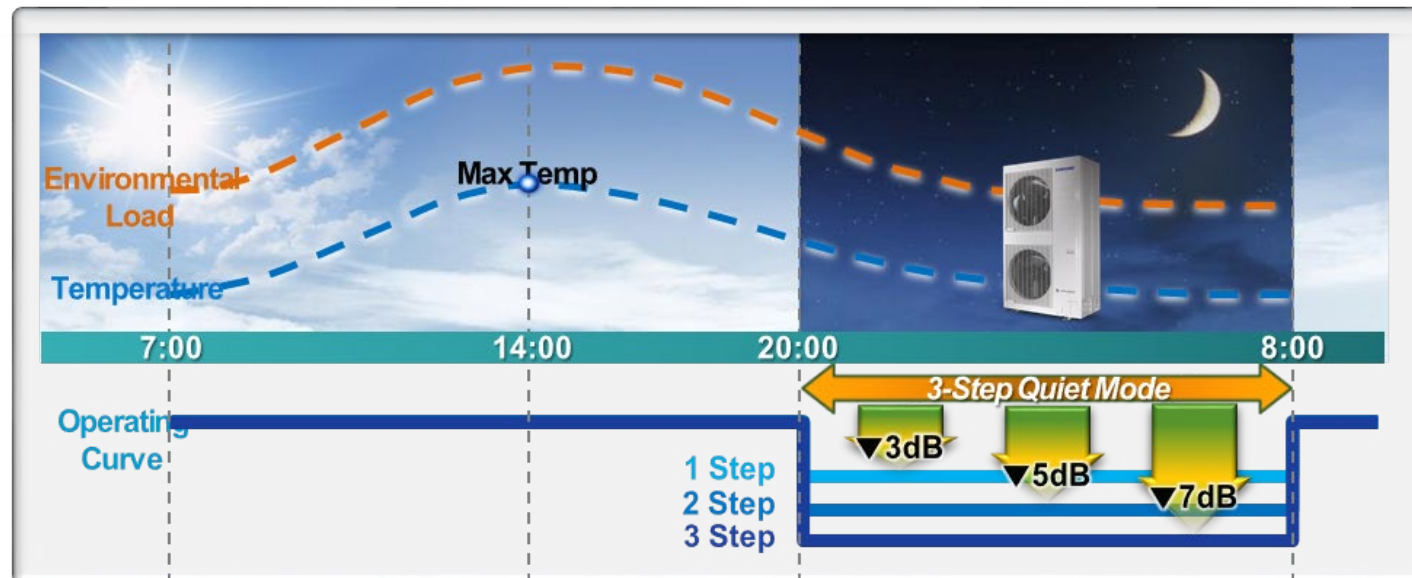 Environmental
Load
Max Temp
Temperature
7:00
14:00
20:00
8:00
3-Step Quiet Mode
Operating
Curve
▼3dB
▼5dB
▼7dB
1 Step
2 Step
3 Step
SAMSUNG